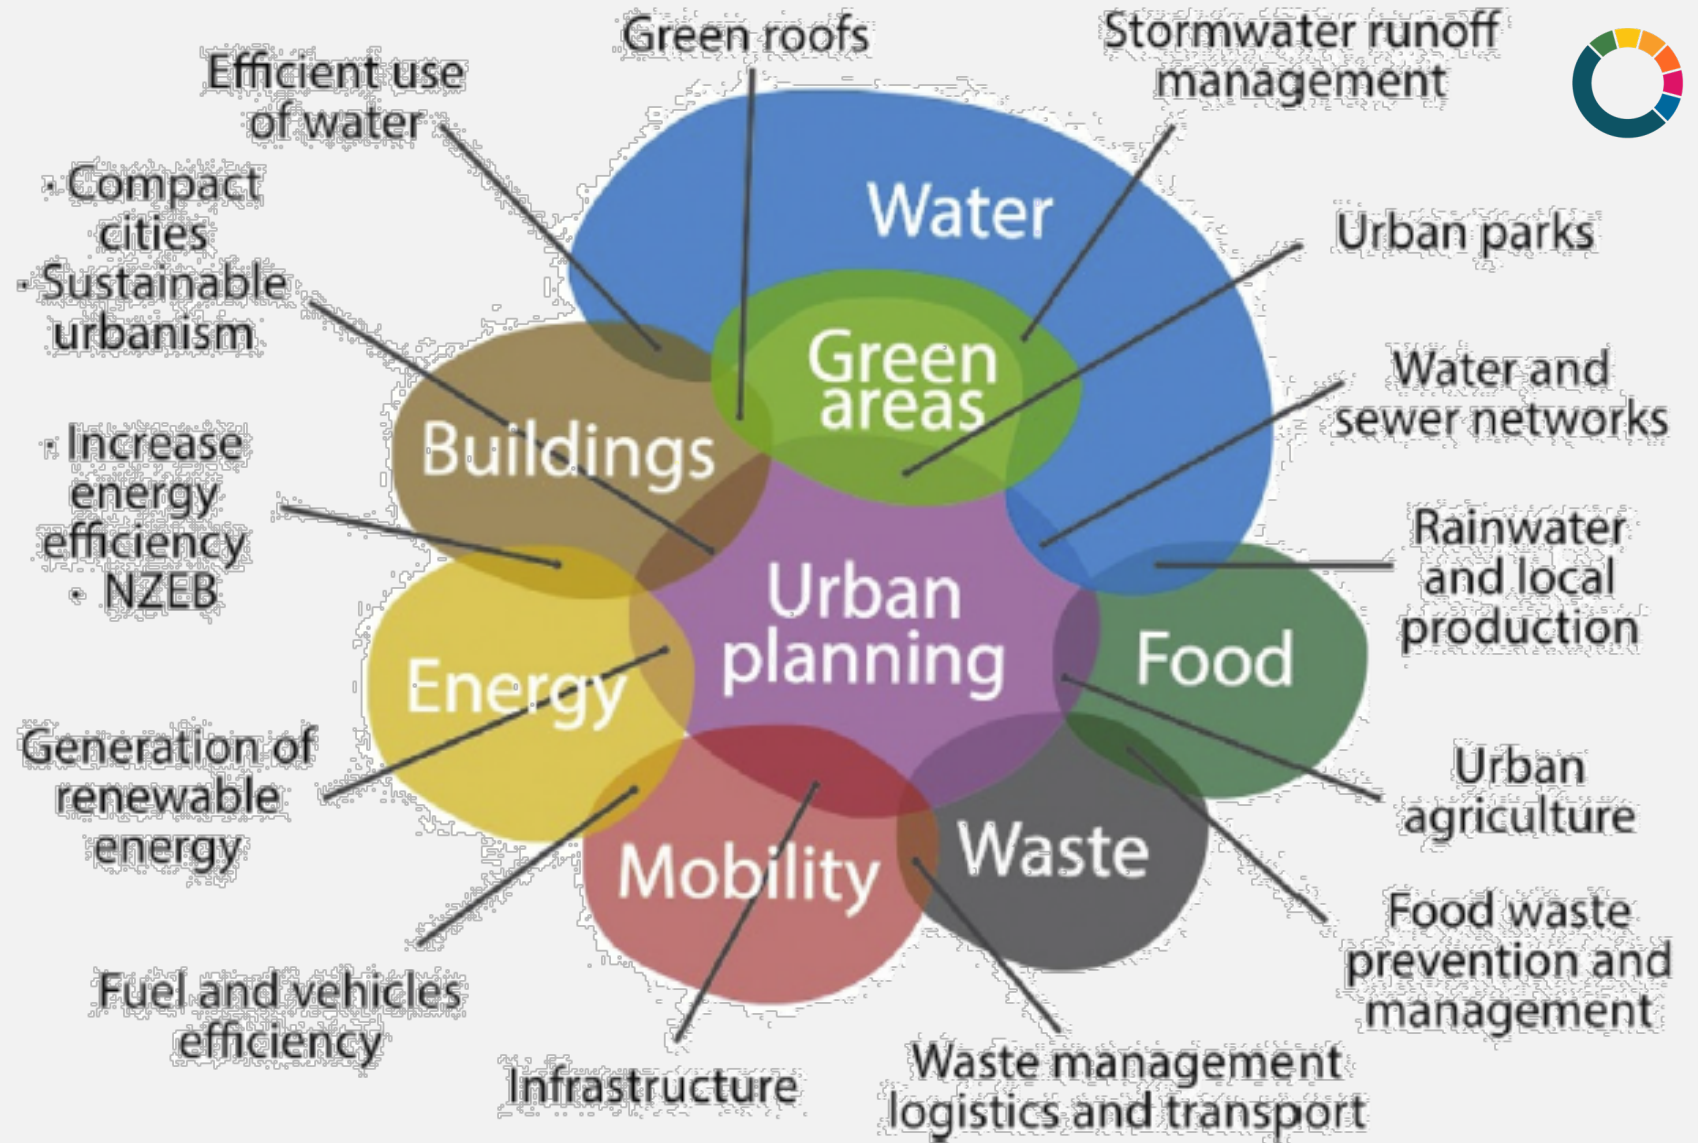 Green roofs
Stormwater runoff
management
Efficient use
of water
· Compact
cities
· Sustainable
urbanism
· Increase
energy
efficiency
· NZEB
Generation of
renewable
energy
Fuel and vehicles
efficiency
Infrastructure
Waste management
logistics and transport
Food waste
prevention and
management
Urban
agriculture
Rainwater
and local
production
Water and
sewer networks
Urban parks
Water
Green
areas
Buildings
Urban
planning
Energy
Food
Mobility
Waste